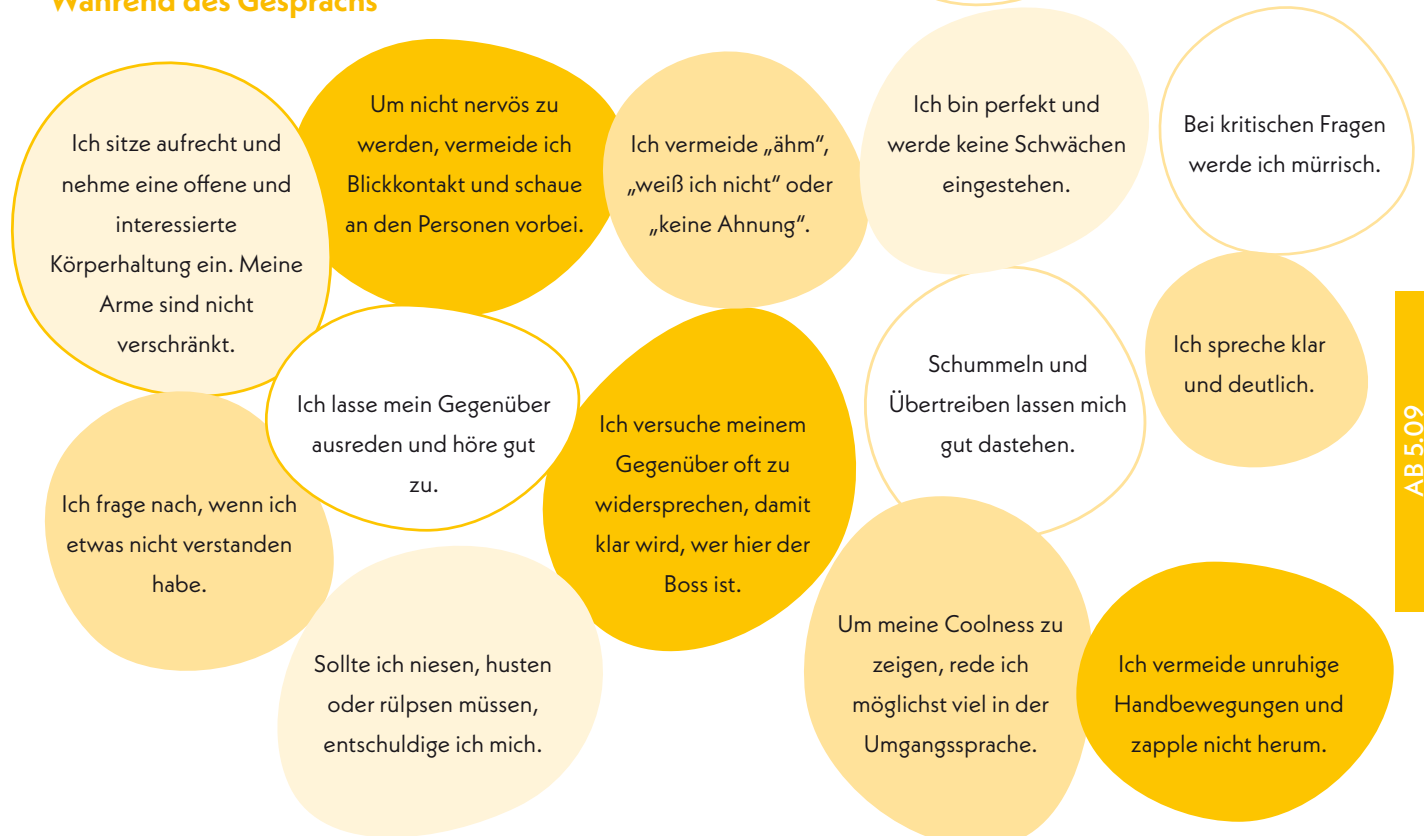 Während des Gesprächs
Ich sitze aufrecht und
nehme eine offene und
interessierte
Körperhaltung ein. Meine
Arme sind nicht
verschränkt.
Um nicht nervös zu
werden, vermeide ich
Blickkontakt und schaue
an den Personen vorbei.
Ich vermeide „ähm“,
„weiß ich nicht“ oder
„keine Ahnung“.
Ich bin perfekt und
werde keine Schwächen
eingestehen.
Bei kritischen Fragen
werde ich mürrisch.
Ich lasse mein Gegenüber
ausreden und höre gut
zu.
Ich versuche meinem
Gegenüber oft zu
widersprechen, damit
klar wird, wer hier der
Boss ist.
Schummeln und
Übertreiben lassen mich
gut dastehen.
Ich spreche klar
und deutlich.
Ich frage nach, wenn ich
etwas nicht verstanden
habe.
Sollte ich niesen, husten
oder rülpsen müssen,
entschuldige ich mich.
Um meine Coolness zu
zeigen, rede ich
möglichst viel in der
Umgangssprache.
Ich vermeide unruhige
Handbewegungen und
zapple nicht herum.
AB 5.09